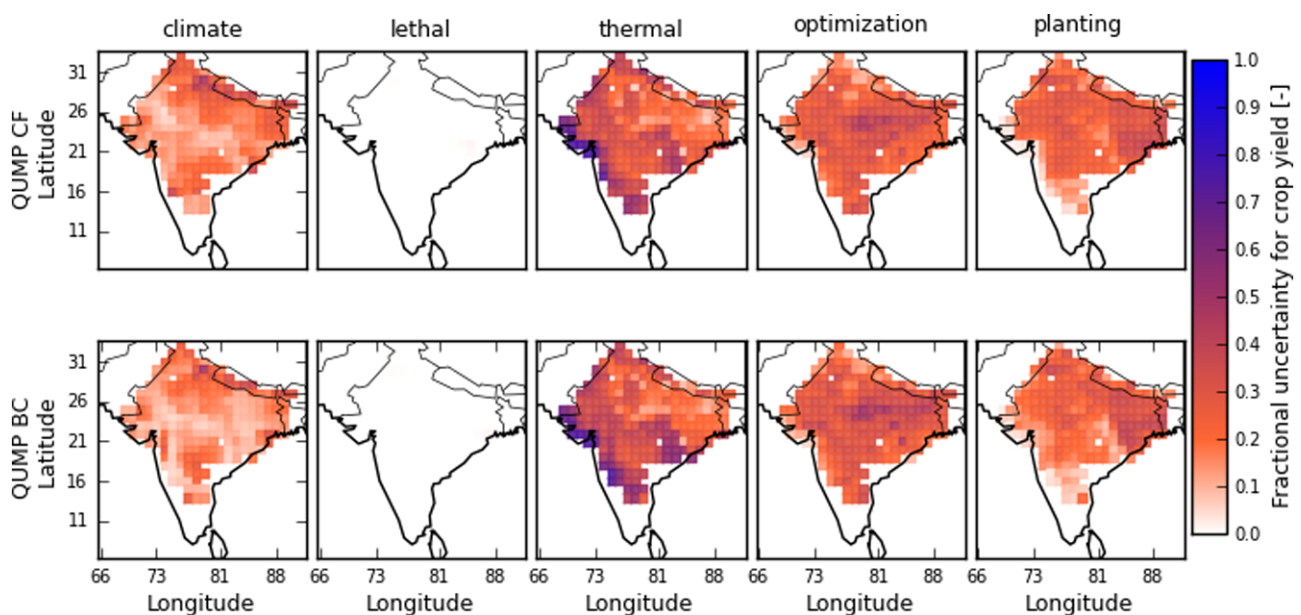 climate lethal thermal optimization planting
QUMP CF
Latitude
31
26
21
16
11
QUMP BC
Latitude
31
26
21
16
11
66 73 81 88 66 73 81 88 66 73 81 88 66 73 81 88 66 73 81 88
Longitude Longitude Longitude Longitude Longitude
1.0
0.9
0.8
0.7
0.6
0.5
0.4
0.3
0.2
0.1
0.0
Fractional uncertainty for crop yield [-]